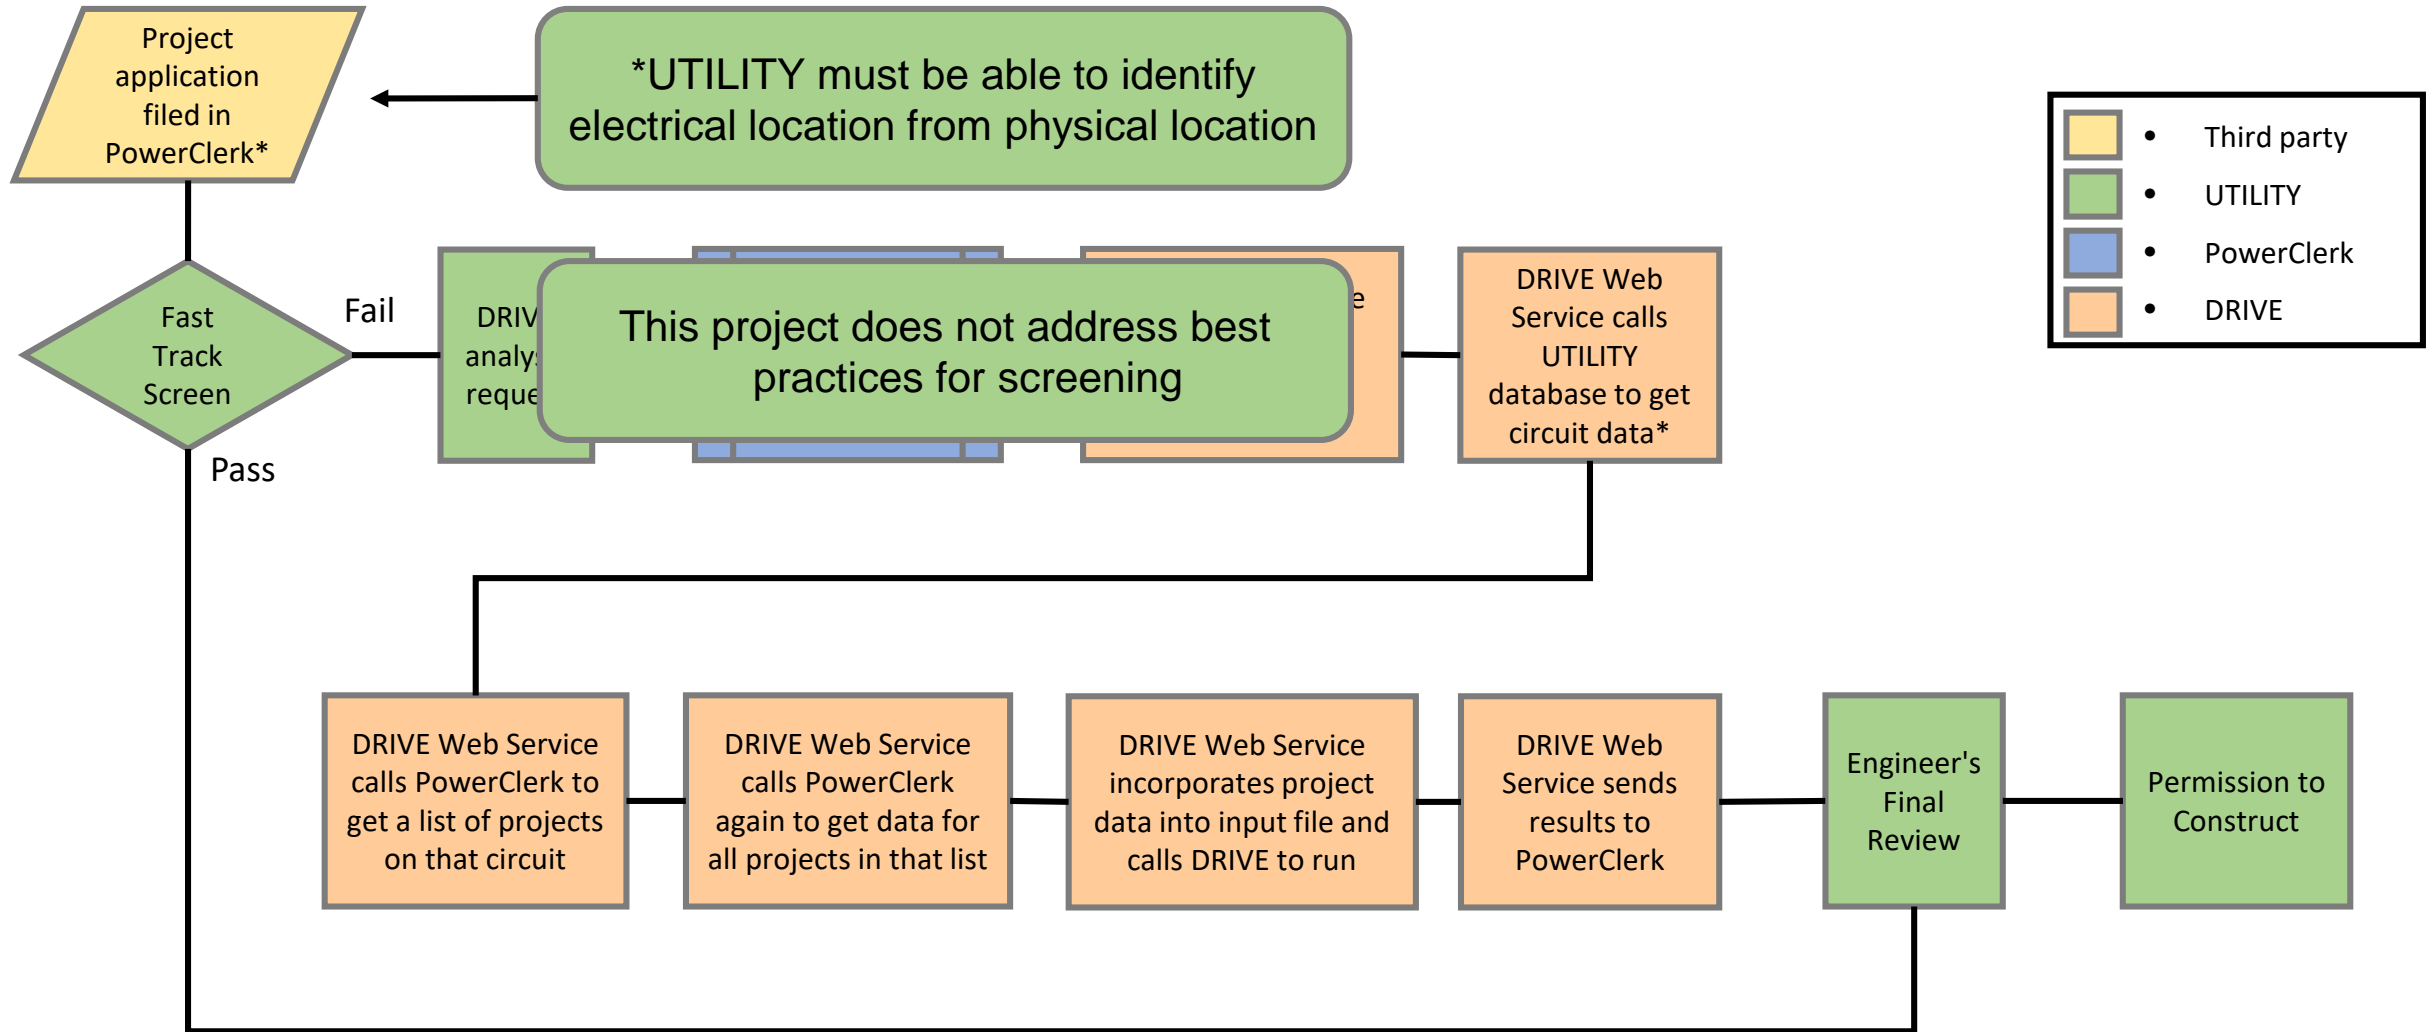 Project
application
filed in
PowerClerk*
*UTILITY must be able to identify
electrical location from physical location
• Third party
• UTILITY
• PowerClerk
• DRIVE
Fast
Track
Screen
Fail
Pass
This project does not address best
practices for screening
DRIVE Web
Service calls
UTILITY
database to get
circuit data*
DRIVE Web Service
calls PowerClerk to
get a list of projects
on that circuit
DRIVE Web Service
calls PowerClerk
again to get data for
all projects in that list
DRIVE Web Service
incorporates project
data into input file and
calls DRIVE to run
DRIVE Web
Service sends
results to
PowerClerk
Engineer's
Final
Review
Permission to
Construct